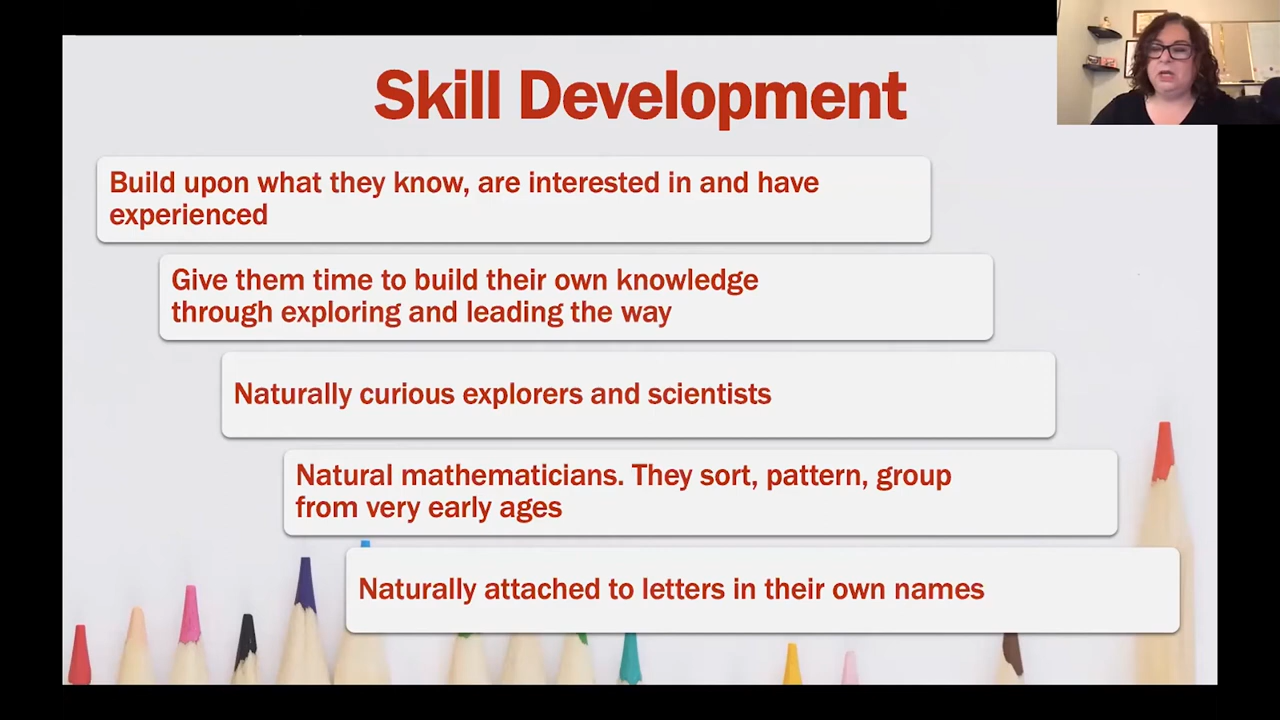 Skill Development
Build upon what they know, are interested in and have
experienced
Give them time to build their own knowledge
through exploring and leading the way
Naturally curious explorers and scientists
Natural mathematicians. They sort, pattern, group
from very early ages
Naturally attached to letters in their own names